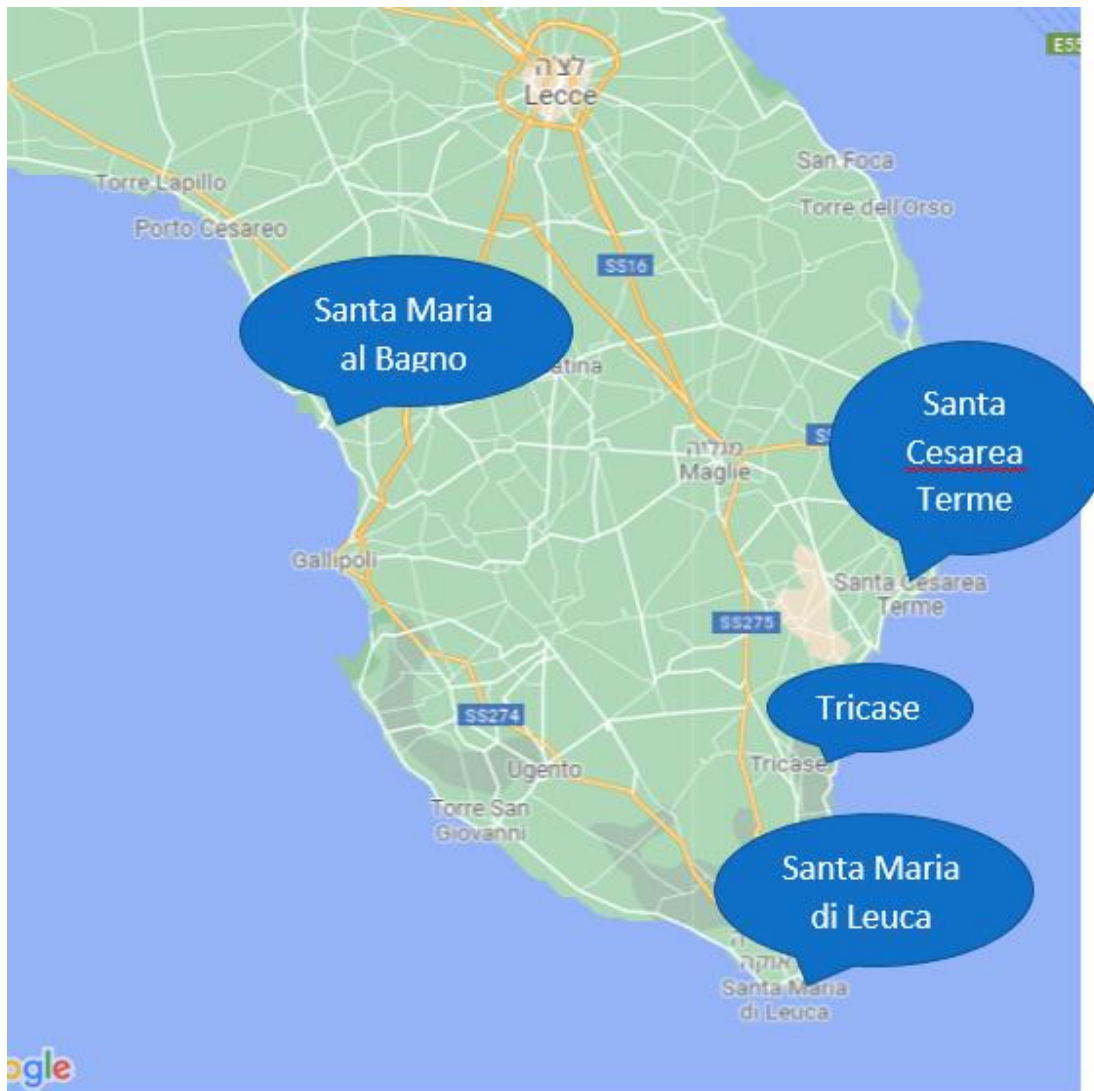 E55
לצ'ה
Lecce
San Foca
Torre Lapillo
Torre dell'Orso
Porto Cesareo
SS16
Santa Maria
al Bagno
atina
Santa
Cesarea
Terme
מגליה
Maglie
Gallipoli
Santa Cesarea
Terme
SS275
Tricase
SS274
Ugento
Tricase
Torre San
Giovanni
Santa Maria
di Leuca
Santa Maria
di Leuca
ogle